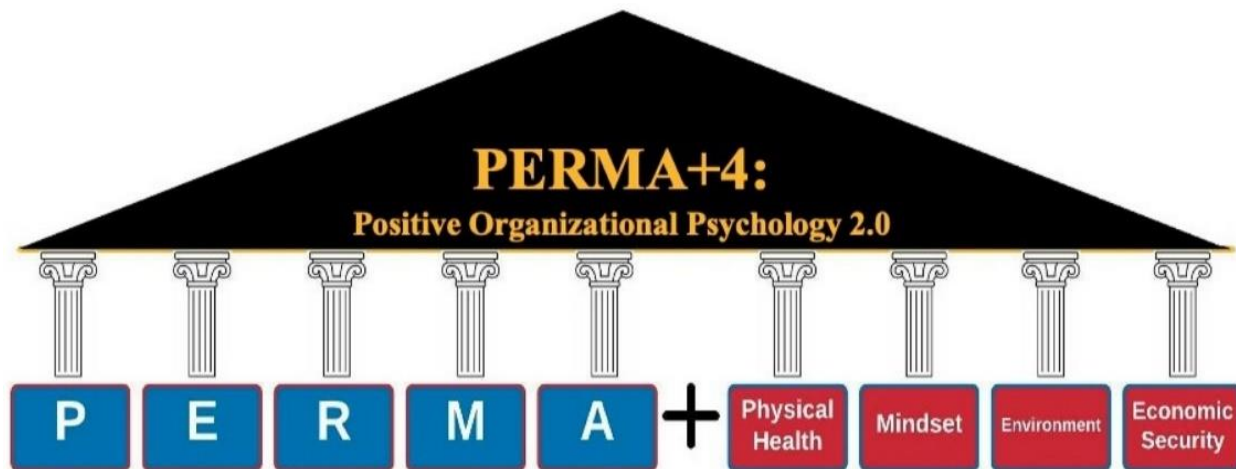 PERMA+4:
Positive Organizational Psychology 2.0
P E R M A + Physical Health Mindset Environment Economic Security